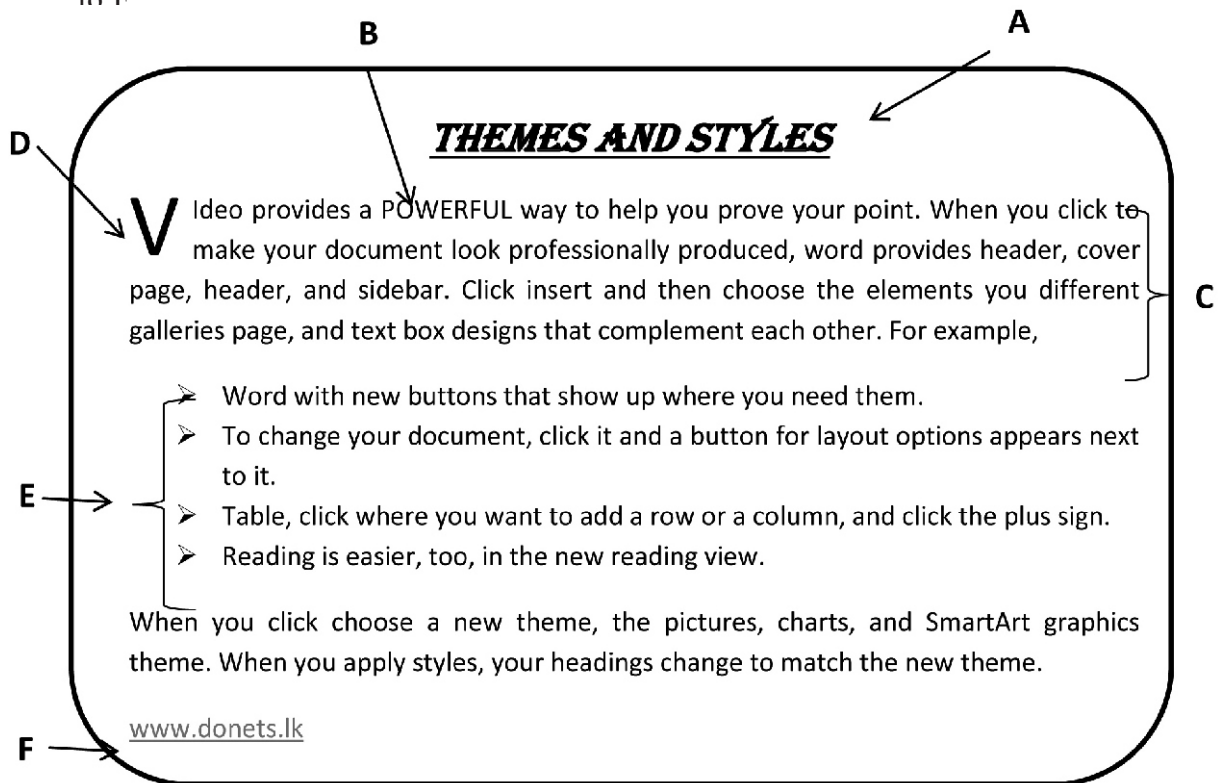 B
A
THEMES AND STYLES
D
V Ideo provides a POWERFUL way to help you prove your point. When you click to
make your document look professionally produced, word provides header, cover
page, header, and sidebar. Click insert and then choose the elements you different
C
galleries page, and text box designs that complement each other. For example,
➢ Word with new buttons that show up where you need them.
➢ To change your document, click it and a button for layout options appears next
to it.
E
➢ Table, click where you want to add a row or a column, and click the plus sign.
➢ Reading is easier, too, in the new reading view.
When you click choose a new theme, the pictures, charts, and SmartArt graphics
theme. When you apply styles, your headings change to match the new theme.
www.donets.lk
F